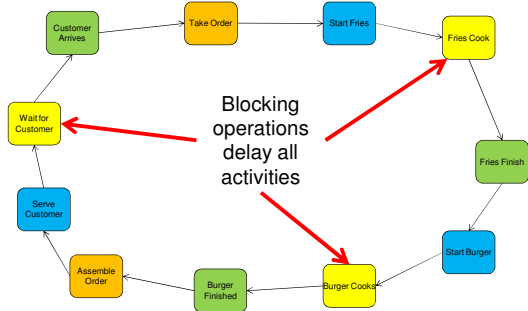 Customer
Arrives
Take Order
Start Fries
Fries Cook
Blocking
operations
delay all
activities
Wait for
Customer
Fries Finish
Serve
Customer
Start Burger
Assemble
Order
Burger
Finished
Burger Cooks